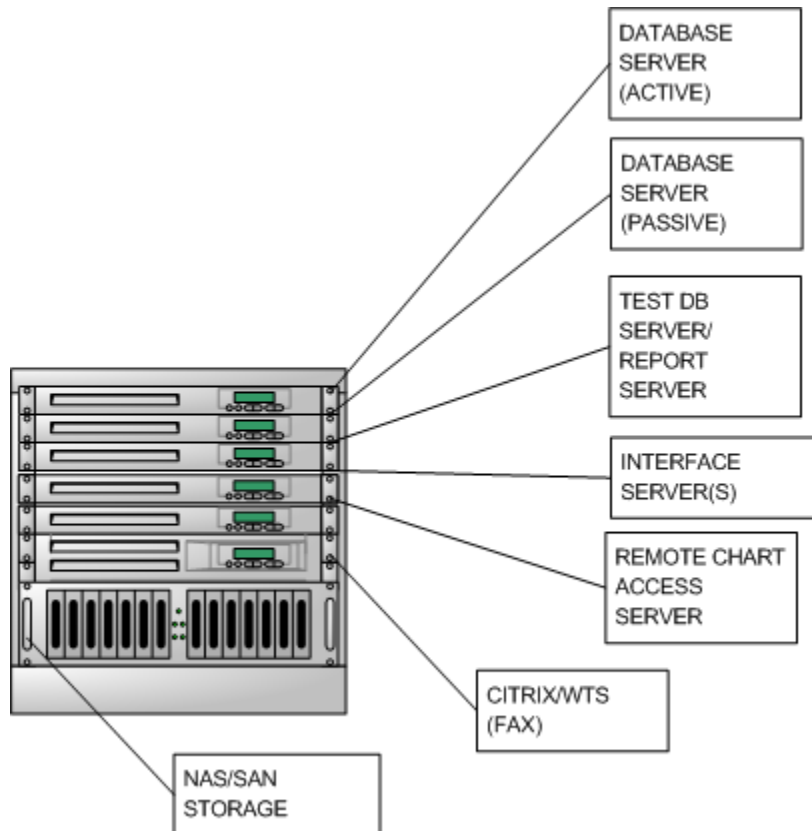 DATABASE
SERVER
(ACTIVE)
DATABASE
SERVER
(PASSIVE)
TEST DB
SERVER/
REPORT
SERVER
INTERFACE
SERVER(S)
REMOTE CHART
ACCESS
SERVER
CITRIX/WTS
(FAX)
NAS/SAN
STORAGE